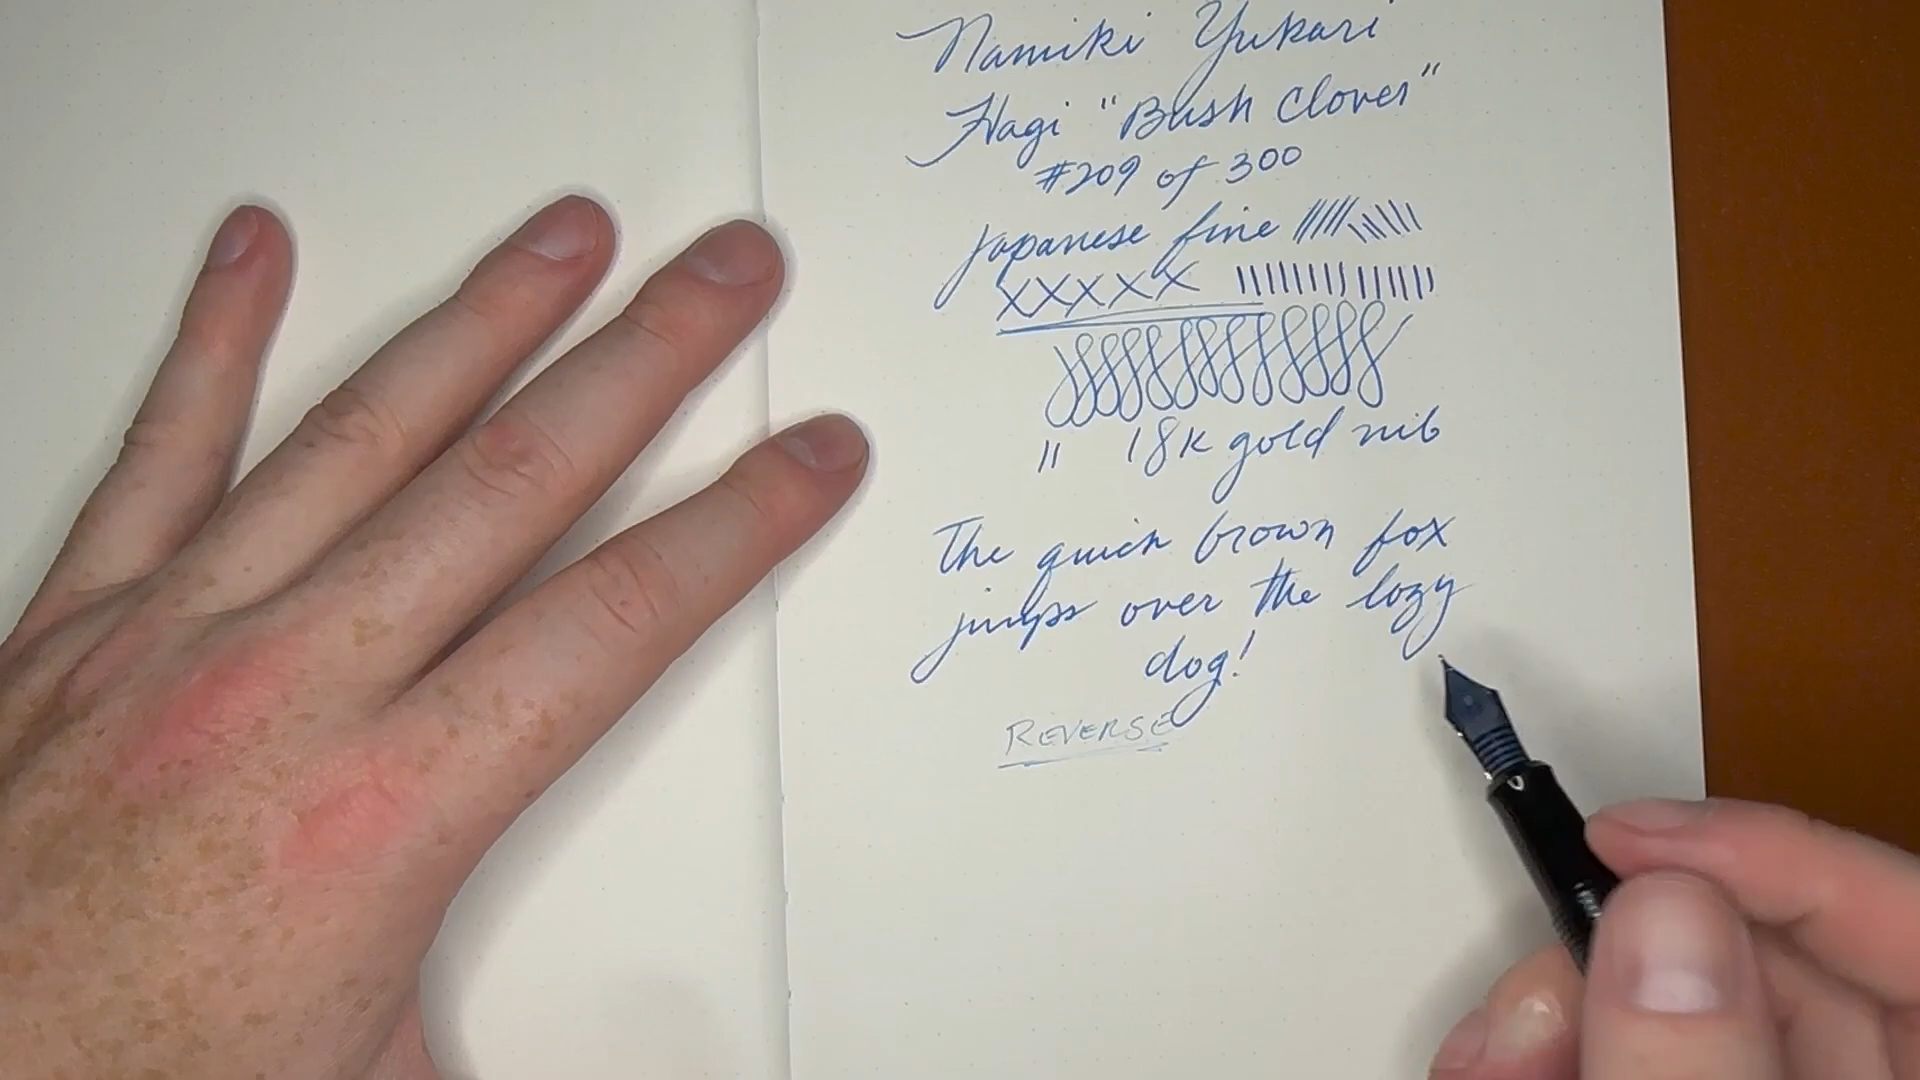 Namiki Yukari
Hagi "Bush Clover"
#209 of 300
Japanese fine
XXXXX
" 18K gold nib
The quick brown fox
jumps over the lazy
dog!
REVERSE